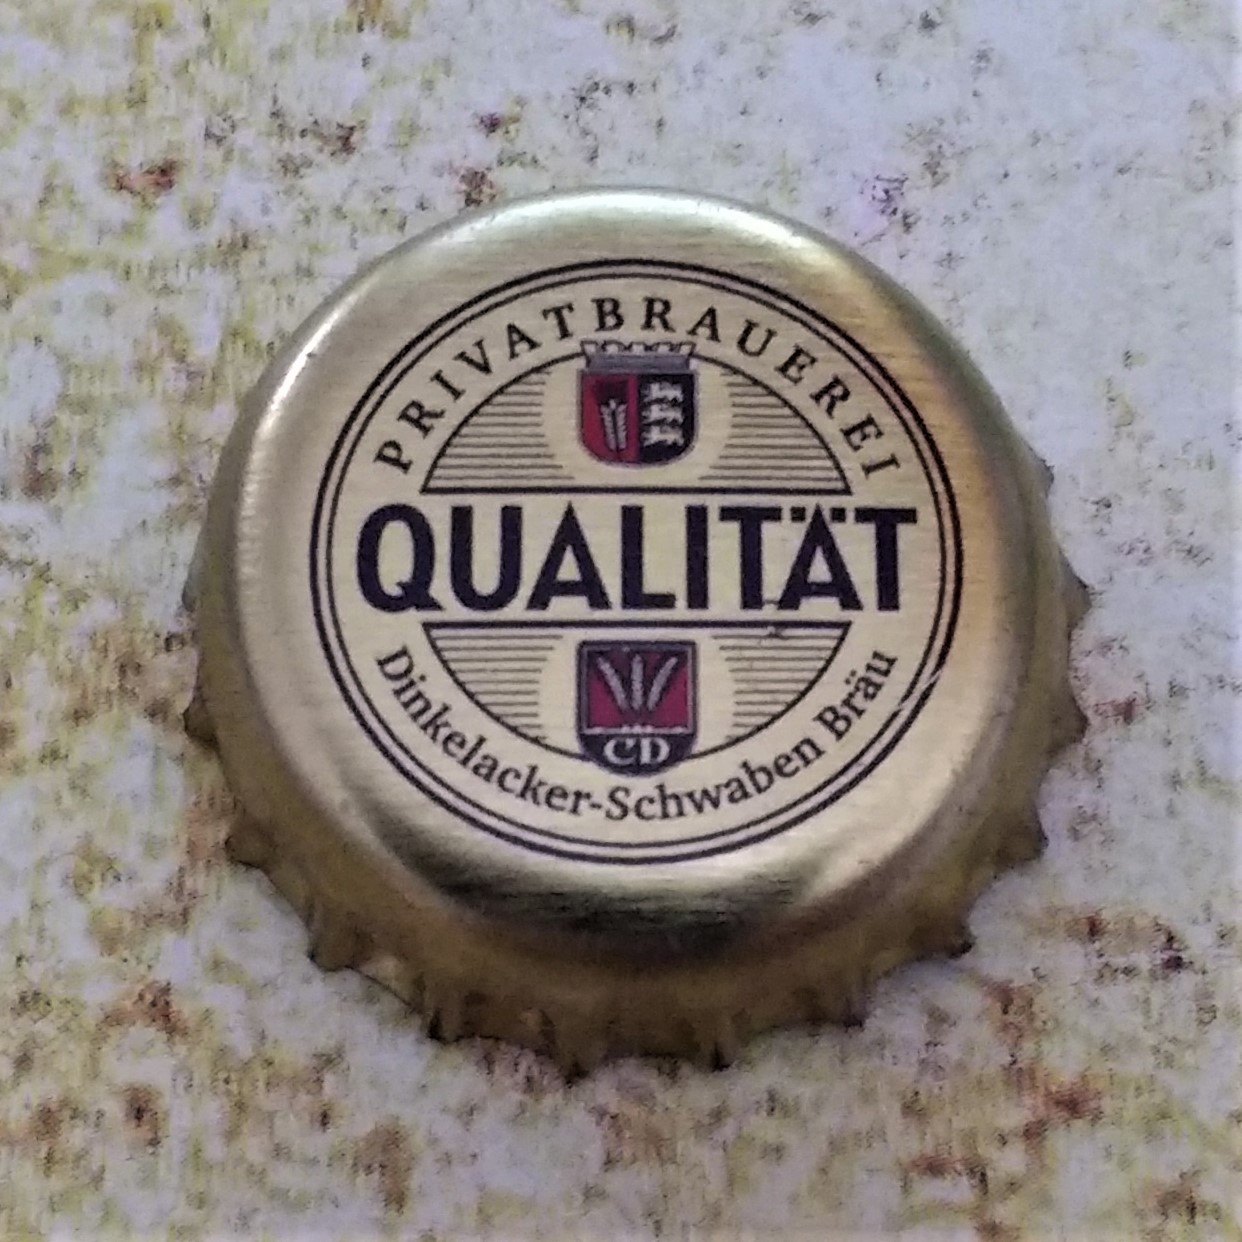 PRIVATBRAUEREI
QUALITÄT
CD
Dinkelacker-Schwaben Bräu